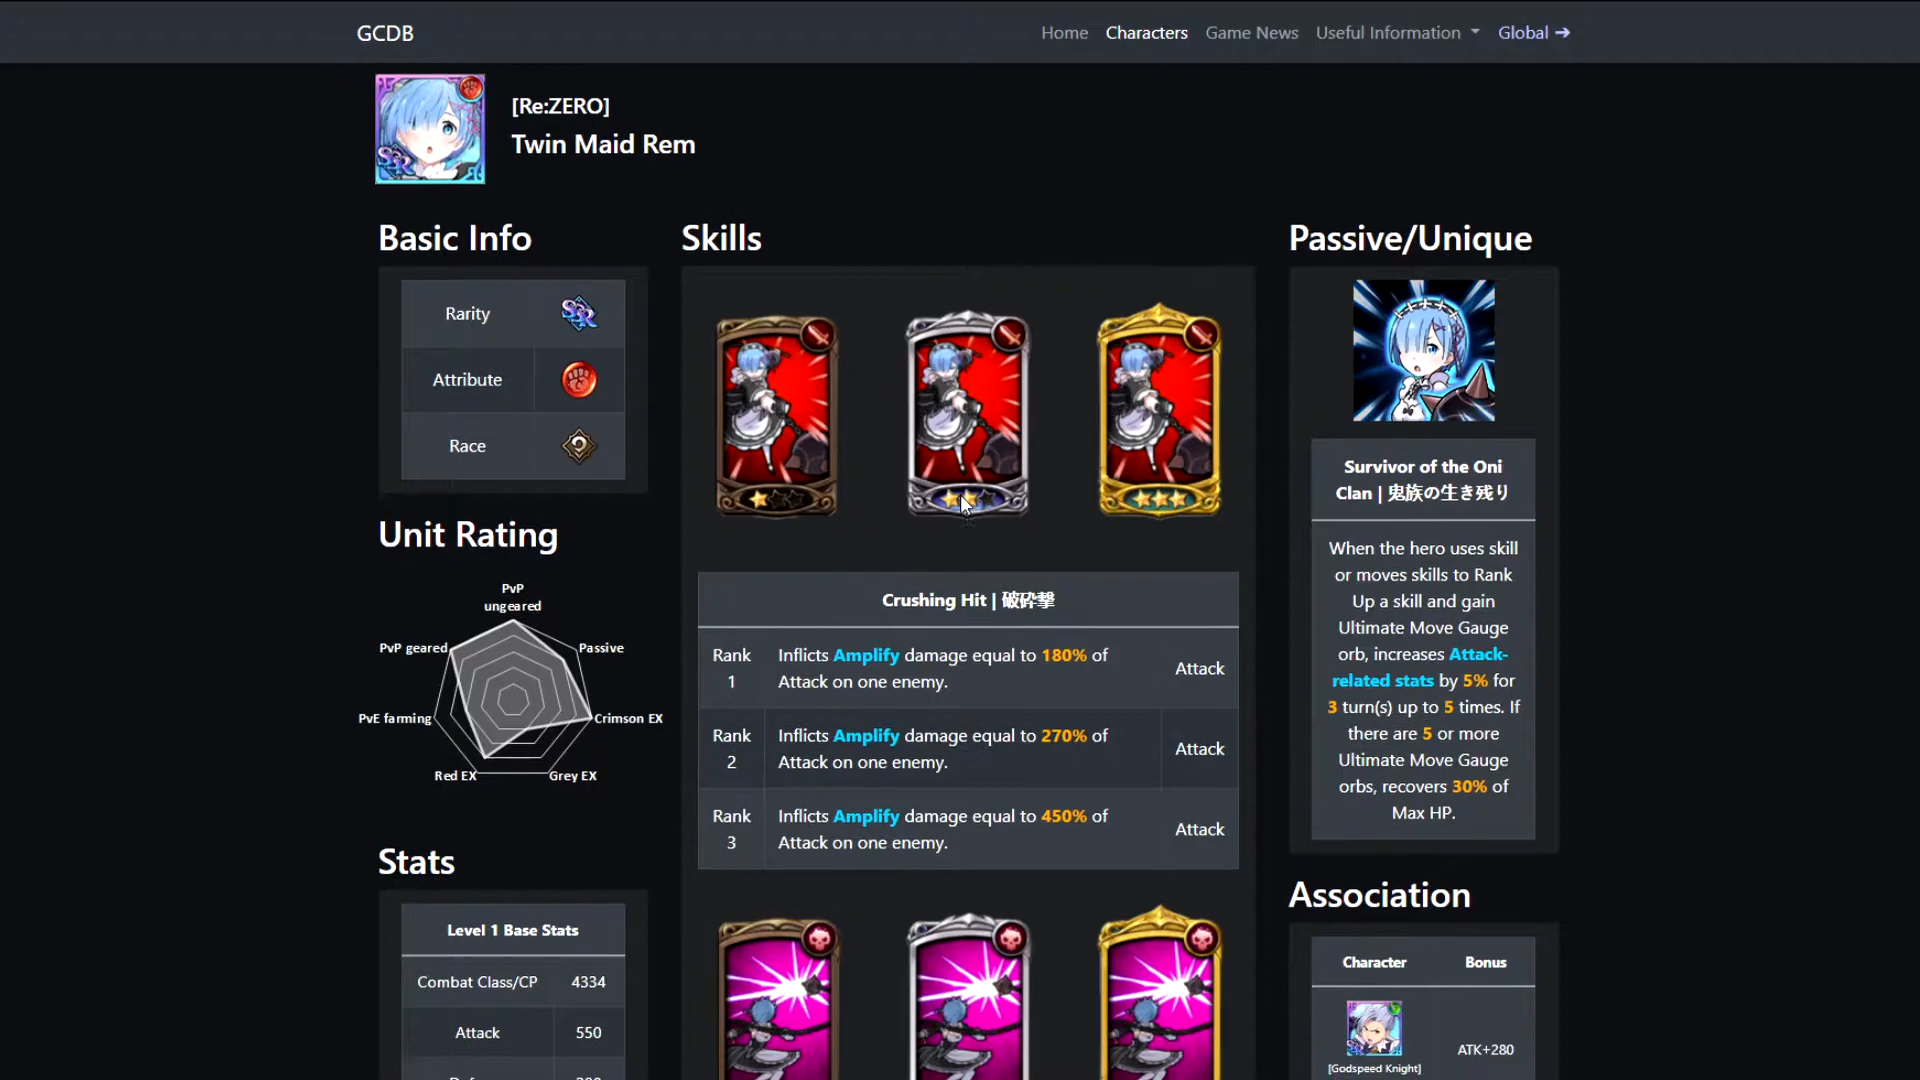 GCDB
Home Characters Game News Useful Information Global ➔
[Re:ZERO]
Twin Maid Rem
Basic Info
Rarity SSR
Attribute
Race
Unit Rating
PvP
ungeared
PvP geared
Passive
PvE farming
Crimson EX
Red EX
Grey EX
Stats
Level 1 Base Stats
Combat Class/CP 4334
Attack 550
Skills
Crushing Hit | 破砕撃
Rank
1
Inflicts Amplify damage equal to 180% of
Attack on one enemy.
Attack
Rank
2
Inflicts Amplify damage equal to 270% of
Attack on one enemy.
Attack
Rank
3
Inflicts Amplify damage equal to 450% of
Attack on one enemy.
Attack
Passive/Unique
Survivor of the Oni
Clan | 鬼族の生き残り
When the hero uses skill
or moves skills to Rank
Up a skill and gain
Ultimate Move Gauge
orb, increases Attack-
related stats by 5% for
3 turn(s) up to 5 times. If
there are 5 or more
Ultimate Move Gauge
orbs, recovers 30% of
Max HP.
Association
Character Bonus
ATK+280
[Godspeed Knight]